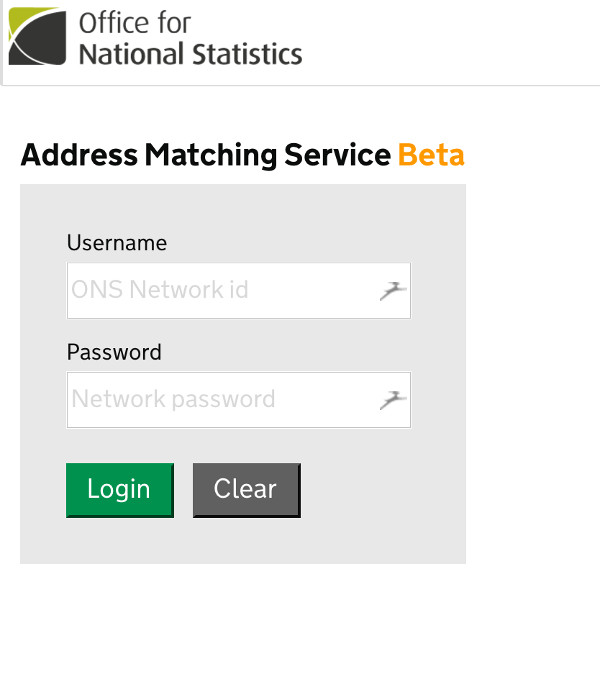 Office for
National Statistics
Address Matching Service Beta
Username
ONS Network id
Password
Network password
Login Clear